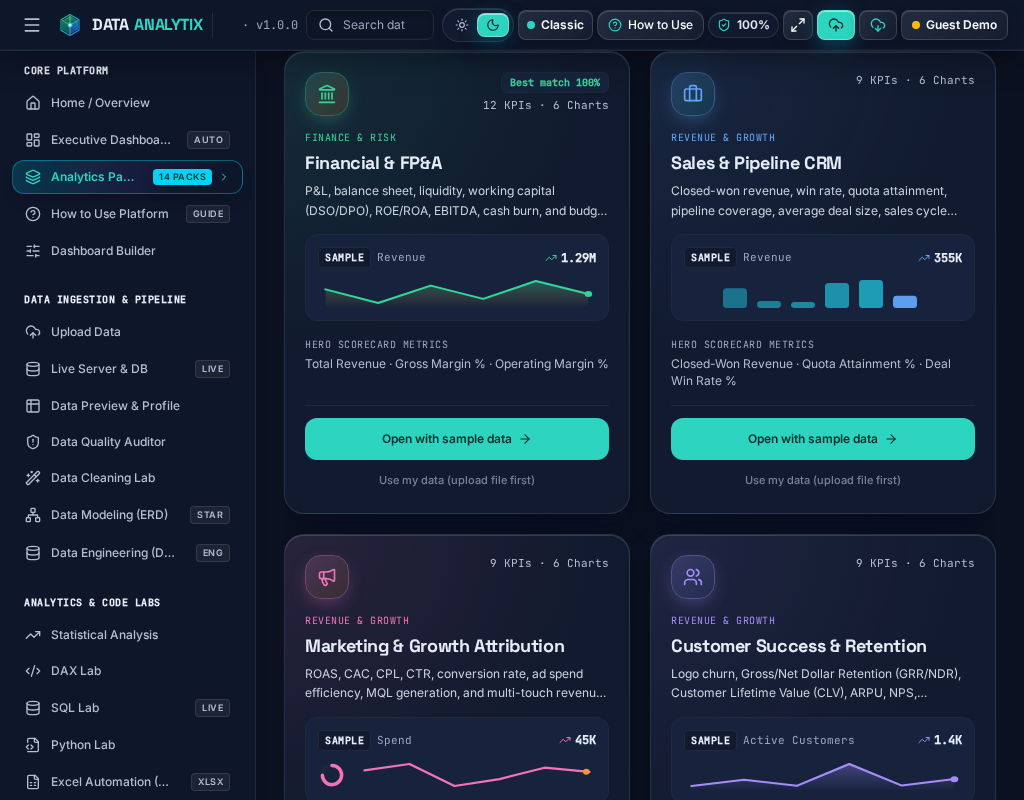 DATA ANALYTIX
· v1.0.0
Search dat
Classic
How to Use
100%
Guest Demo
CORE PLATFORM
Home / Overview
Executive Dashboa... AUTO
Analytics Pa... 14 PACKS
How to Use Platform GUIDE
Dashboard Builder
DATA INGESTION & PIPELINE
Upload Data
Live Server & DB LIVE
Data Preview & Profile
Data Quality Auditor
Data Cleaning Lab
Data Modeling (ERD) STAR
Data Engineering (D... ENG
ANALYTICS & CODE LABS
Statistical Analysis
DAX Lab
SQL Lab LIVE
Python Lab
Excel Automation (... XLSX
Best match 100%
12 KPIs · 6 Charts
FINANCE & RISK
Financial & FP&A
P&L, balance sheet, liquidity, working capital
(DSO/DPO), ROE/ROA, EBITDA, cash burn, and budg...
SAMPLE Revenue 1.29M
HERO SCORECARD METRICS
Total Revenue · Gross Margin % · Operating Margin %
Open with sample data
Use my data (upload file first)
9 KPIs · 6 Charts
REVENUE & GROWTH
Sales & Pipeline CRM
Closed-won revenue, win rate, quota attainment,
pipeline coverage, average deal size, sales cycle...
SAMPLE Revenue 355K
HERO SCORECARD METRICS
Closed-Won Revenue · Quota Attainment % · Deal
Win Rate %
Open with sample data
Use my data (upload file first)
9 KPIs · 6 Charts
REVENUE & GROWTH
Marketing & Growth Attribution
ROAS, CAC, CPL, CTR, conversion rate, ad spend
efficiency, MQL generation, and multi-touch revenu...
SAMPLE Spend 45K
9 KPIs · 6 Charts
REVENUE & GROWTH
Customer Success & Retention
Logo churn, Gross/Net Dollar Retention (GRR/NDR),
Customer Lifetime Value (CLV), ARPU, NPS,...
SAMPLE Active Customers 1.4K